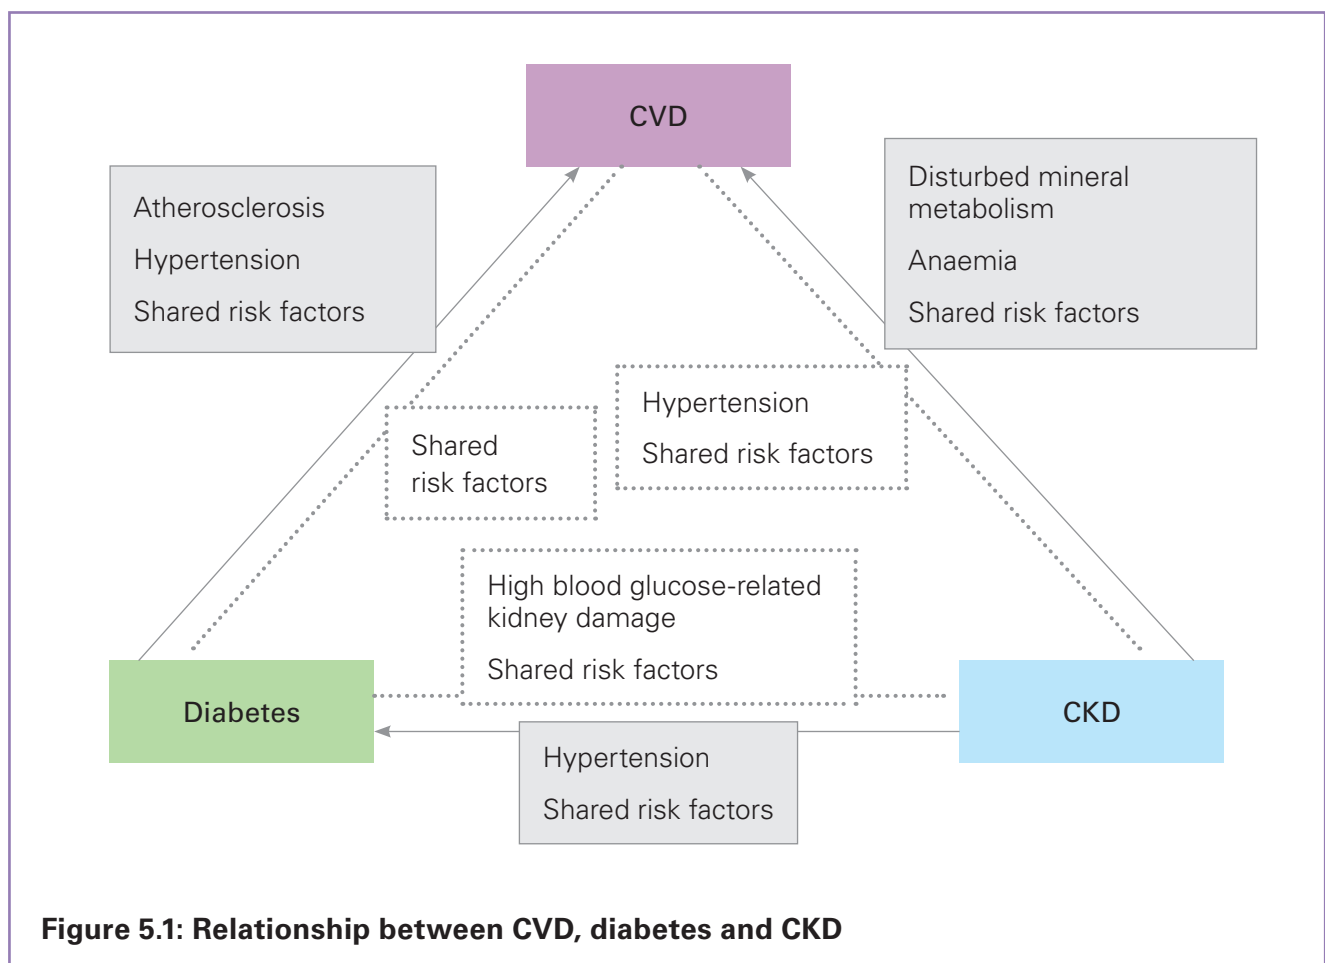 CVD
Atherosclerosis
Hypertension
Shared risk factors
Disturbed mineral
metabolism
Anaemia
Shared risk factors
Shared
risk factors
Hypertension
Shared risk factors
High blood glucose-related
kidney damage
Shared risk factors
Diabetes
CKD
Hypertension
Shared risk factors
Figure 5.1: Relationship between CVD, diabetes and CKD